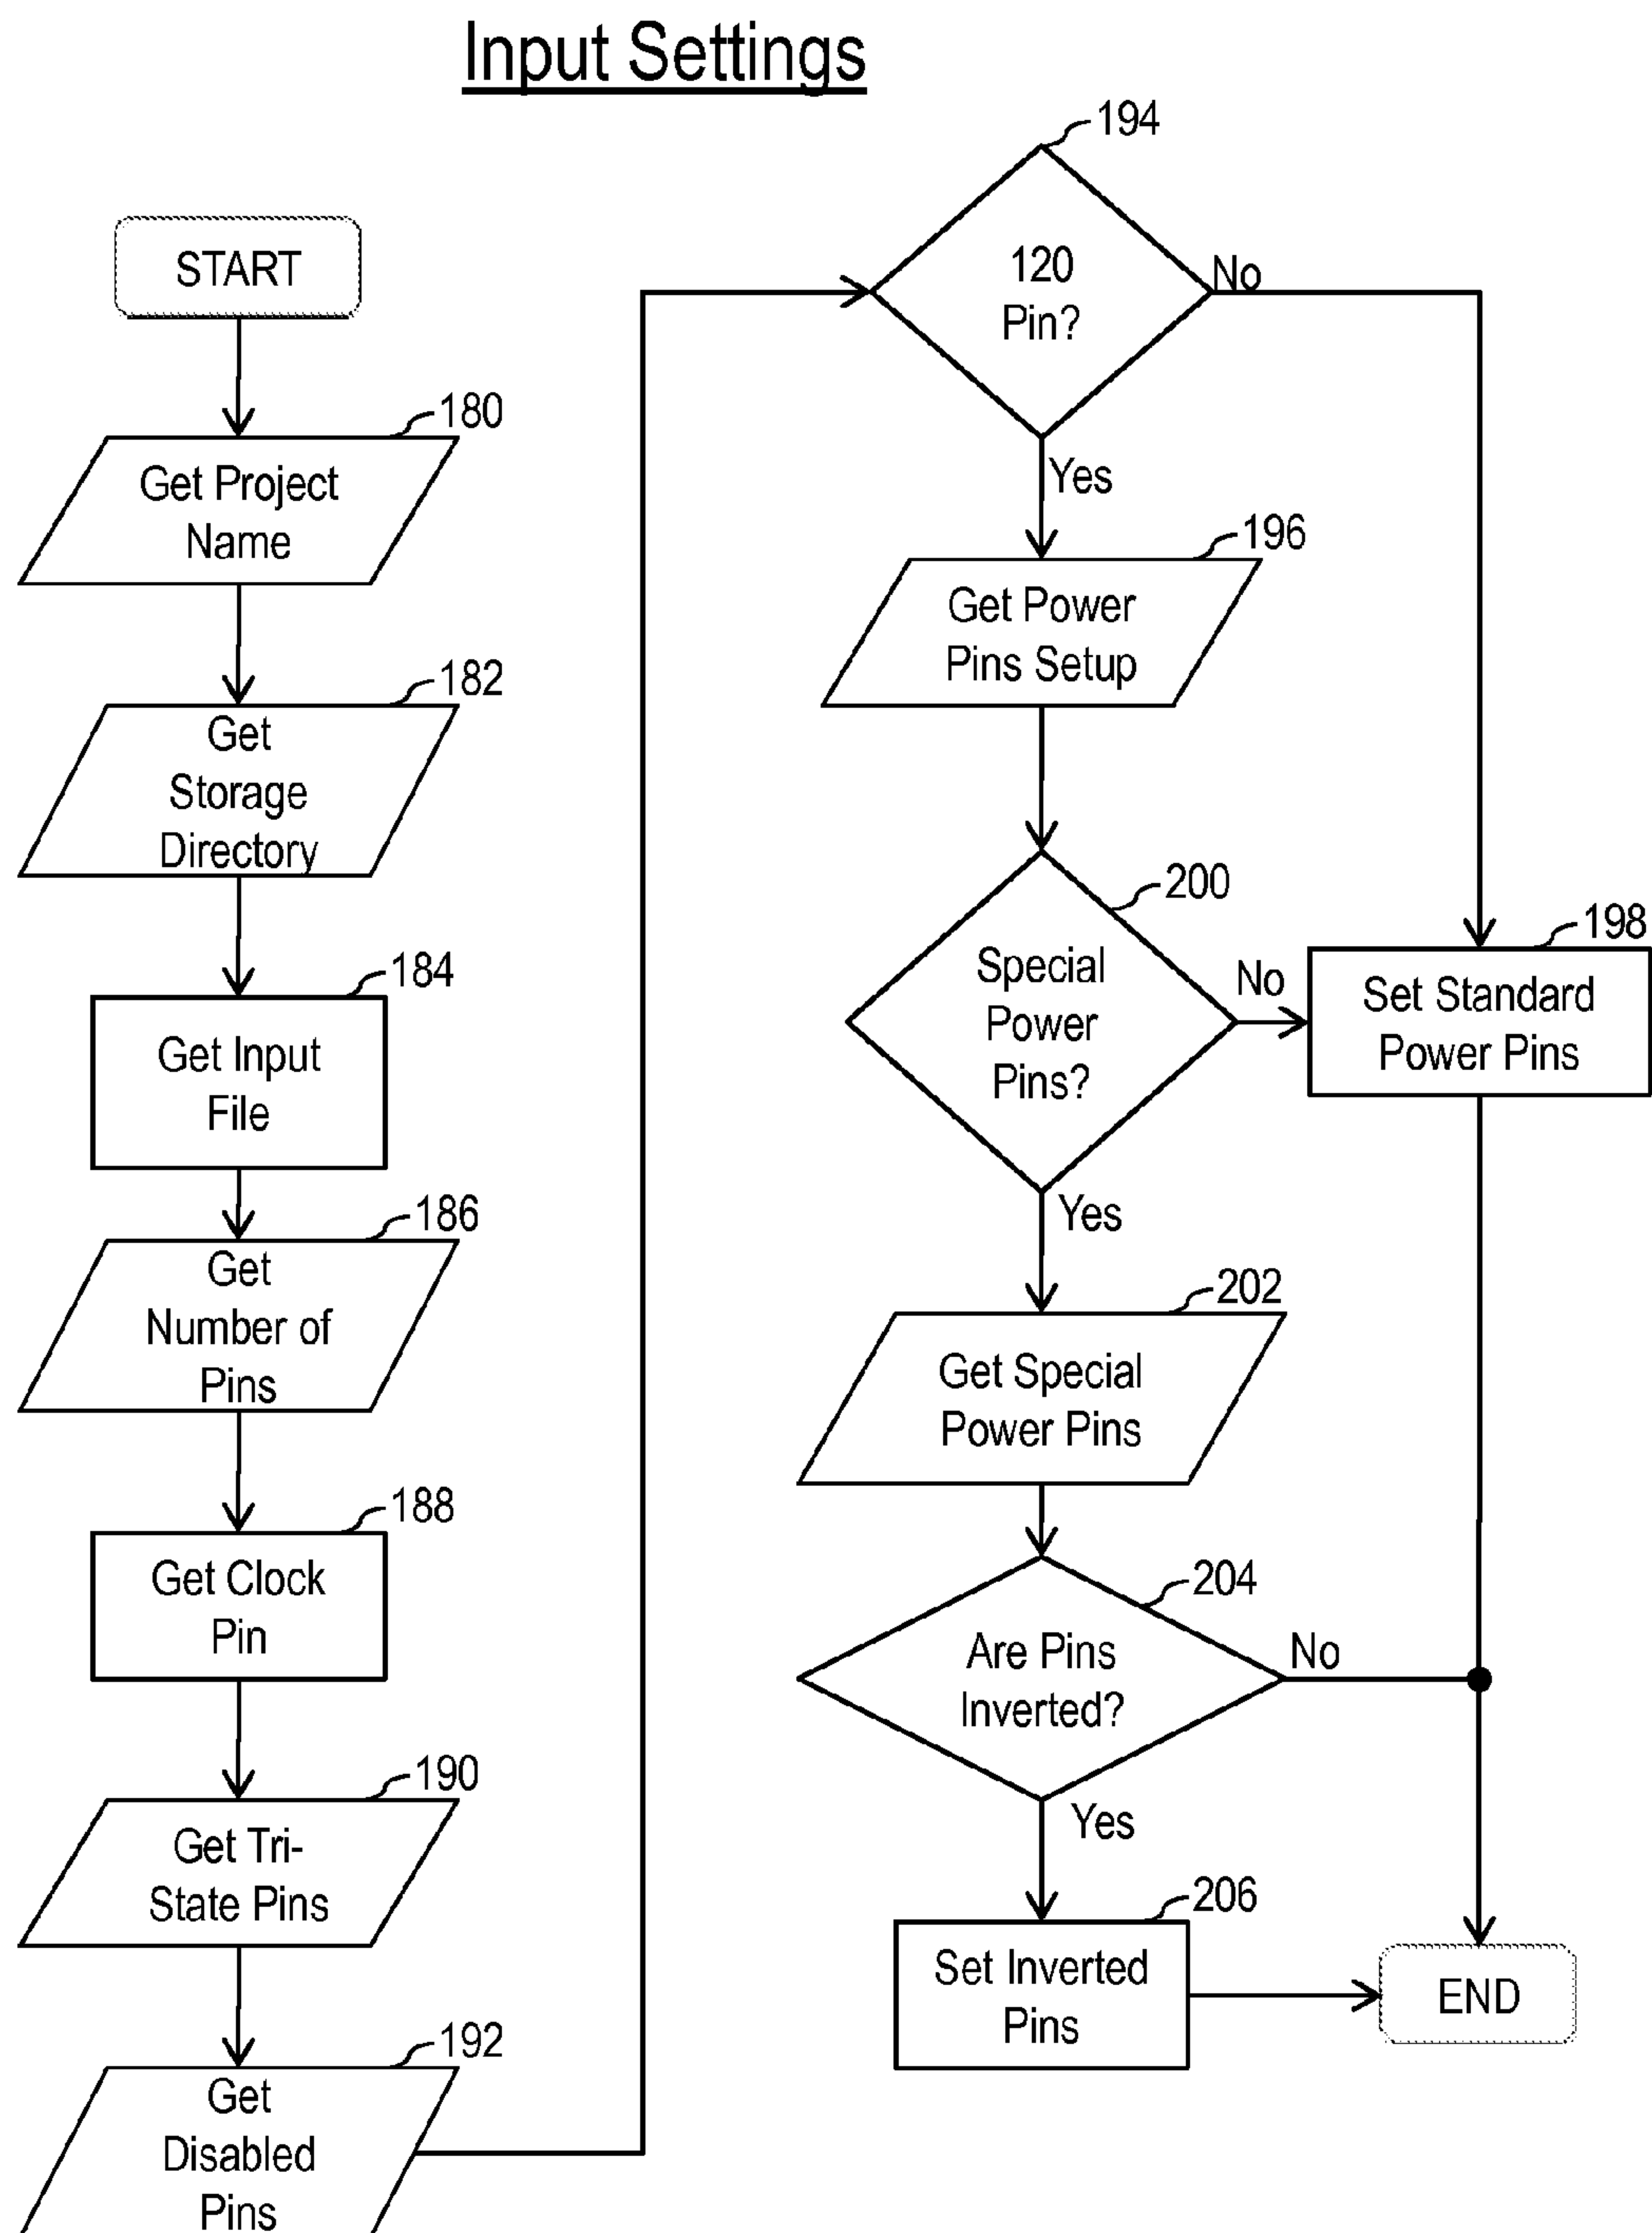 Input Settings
START
180
Get Project
Name
182
Get
Storage
Directory
184
Get Input
File
186
Get
Number of
Pins
188
Get Clock
Pin
190
Get Tri-
State Pins
192
Get
Disabled
Pins
194
120
Pin?
No
Yes
196
Get Power
Pins Setup
200
Special
Power
Pins?
No
198
Set Standard
Power Pins
Yes
202
Get Special
Power Pins
204
Are Pins
Inverted?
No
Yes
206
Set Inverted
Pins
END